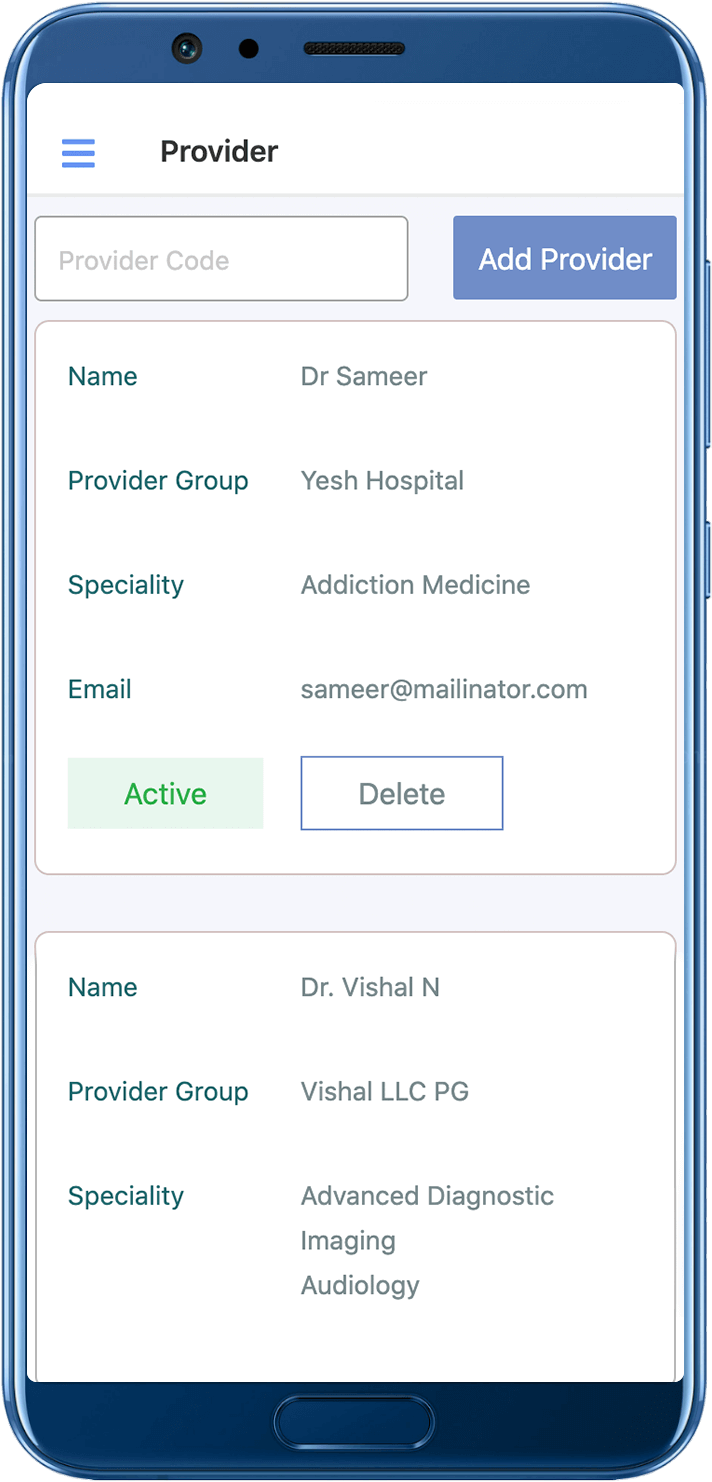 Provider
Provider Code
Add Provider
Name Dr Sameer
Provider Group Yesh Hospital
Speciality Addiction Medicine
Email sameer@mailinator.com
Active Delete
Name Dr. Vishal N
Provider Group Vishal LLC PG
Speciality Advanced Diagnostic
Imaging
Audiology